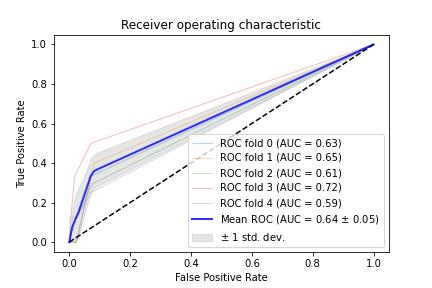 Receiver operating characteristic
True Positive Rate
1.0
0.8
0.6
0.4
0.2
0.0
ROC fold 0 (AUC = 0.63)
ROC fold 1 (AUC = 0.65)
ROC fold 2 (AUC = 0.61)
ROC fold 3 (AUC = 0.72)
ROC fold 4 (AUC = 0.59)
Mean ROC (AUC = 0.64 ± 0.05)
± 1 std. dev.
0.0 0.2 0.4 0.6 0.8 1.0
False Positive Rate